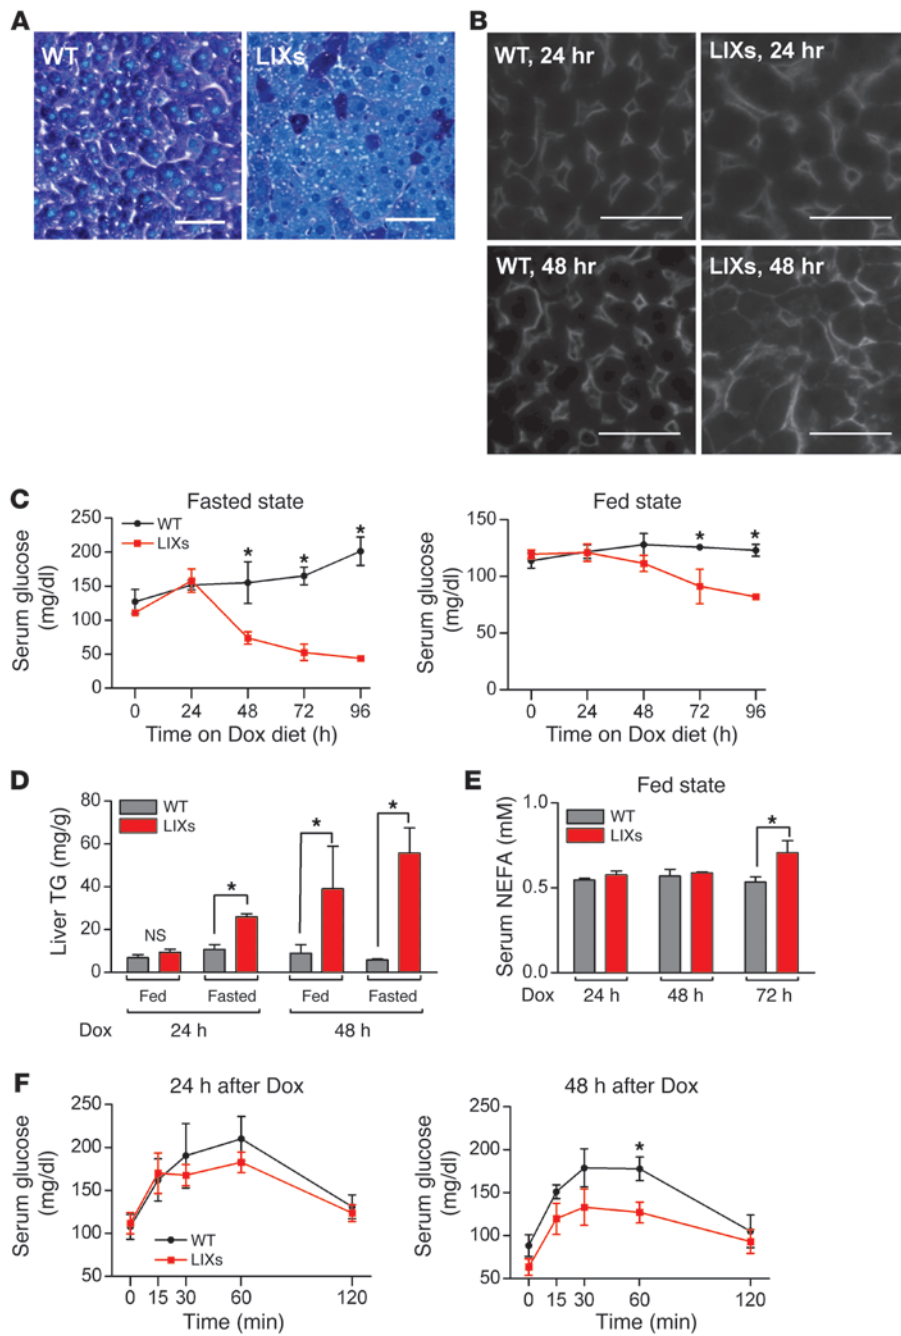 A
WT
LIXs
B
WT, 24 hr
LIXs, 24 hr
WT, 48 hr
LIXs, 48 hr
C
Fasted state
Serum glucose
(mg/dl)
250
200
150
100
50
0
WT
LIXs
*
*
*
0 24 48 72 96
Time on Dox diet (h)
Fed state
Serum glucose
(mg/dl)
150
100
50
0
*
*
0 24 48 72 96
Time on Dox diet (h)
D
Liver TG (mg/g)
80
60
40
20
0
WT
LIXs
NS
*
*
*
Fed Fasted Fed Fasted
Dox 24 h 48 h
E
Fed state
Serum NEFA (mM)
1.0
0.5
0.0
WT
LIXs
*
Dox 24 h 48 h 72 h
F
24 h after Dox
Serum glucose
(mg/dl)
250
200
150
100
50
WT
LIXs
0 15 30 60 120
Time (min)
48 h after Dox
Serum glucose
(mg/dl)
250
200
150
100
50
*
0 15 30 60 120
Time (min)